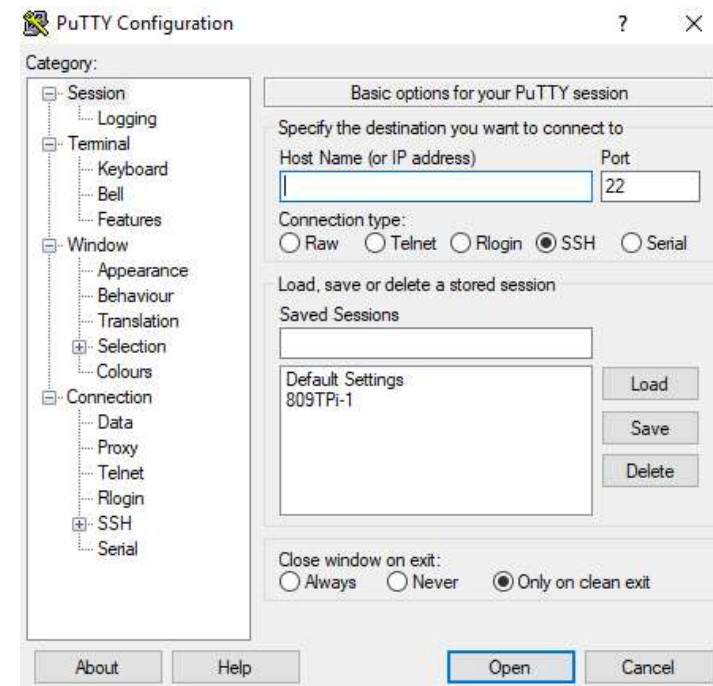 PuTTY Configuration
?
Category:
Session
Logging
Terminal
Keyboard
Bell
Features
Window
Appearance
Behaviour
Translation
Selection
Colours
Connection
Data
Proxy
Telnet
Rlogin
SSH
Serial
Basic options for your PuTTY session
Specify the destination you want to connect to
Host Name (or IP address) Port
22
Connection type:
Raw Telnet Rlogin SSH Serial
Load, save or delete a stored session
Saved Sessions
Default Settings
809TPi-1
Load
Save
Delete
Close window on exit:
Always Never Only on clean exit
About Help Open Cancel